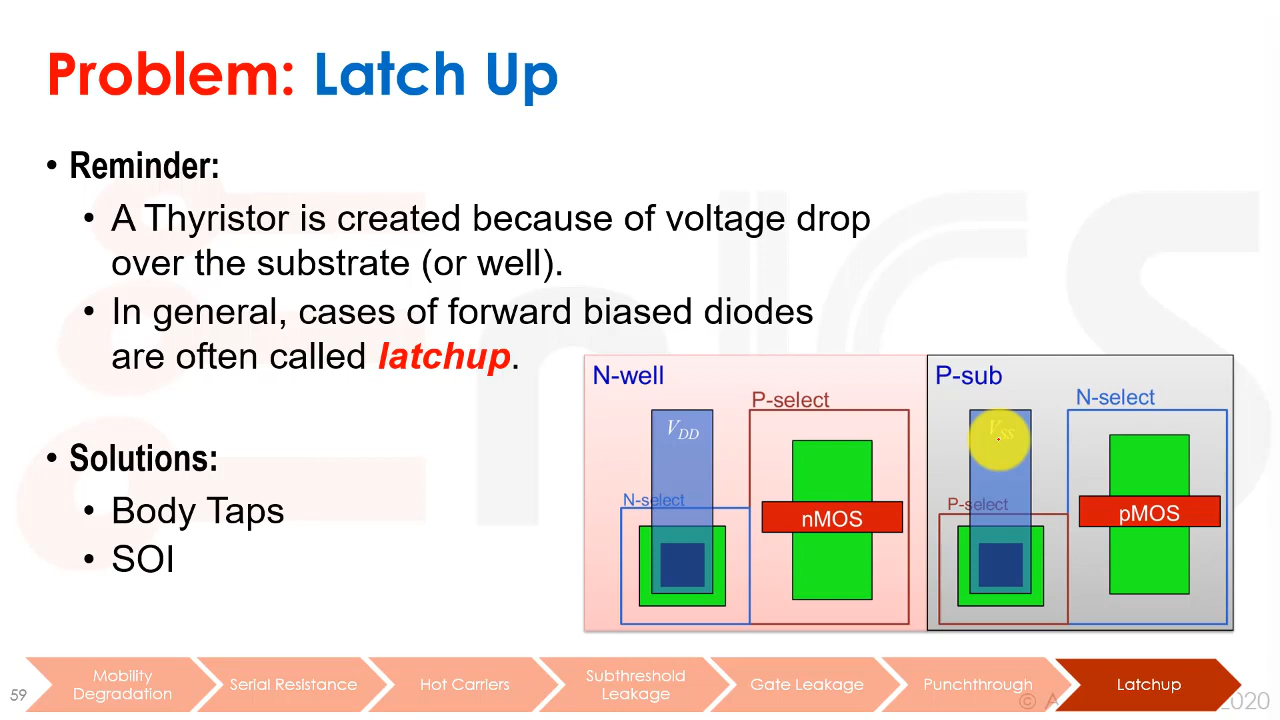 Problem: Latch Up
• Reminder:
• A Thyristor is created because of voltage drop
over the substrate (or well).
• In general, cases of forward biased diodes
are often called latchup.
• Solutions:
• Body Taps
• SOI
N-well
P-select
VDD
N-select
nMOS
P-sub
N-select
VSS
P-select
pMOS
59
Mobility
Degradation
Serial Resistance
Hot Carriers
Subthreshold
Leakage
Gate Leakage
Punchthrough
Latchup
©
2020